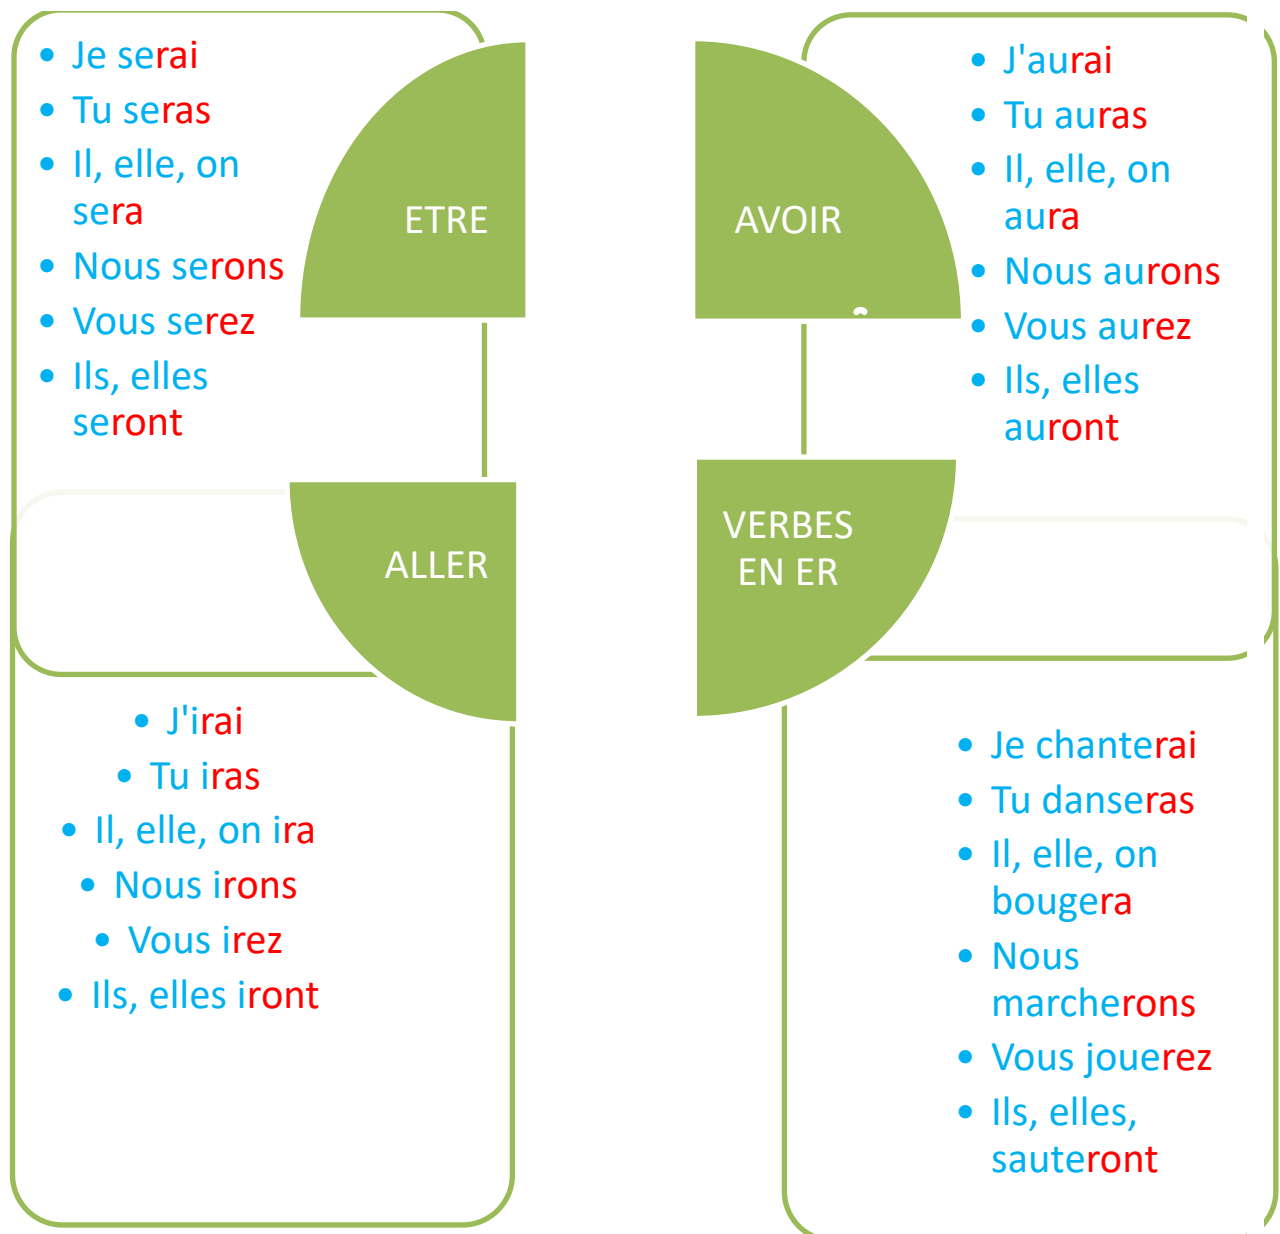 • Je serai
• Tu seras
• Il, elle, on
sera
• Nous serons
• Vous serez
• Ils, elles
seront
ETRE
AVOIR
• J'aurai
• Tu auras
• Il, elle, on
aura
• Nous aurons
• Vous aurez
• Ils, elles
auront
ALLER
VERBES
EN ER
• J'irai
• Tu iras
• Il, elle, on ira
• Nous irons
• Vous irez
• Ils, elles iront
• Je chanterai
• Tu danseras
• Il, elle, on
bougera
• Nous
marcherons
• Vous jouerez
• Ils, elles,
sauteront